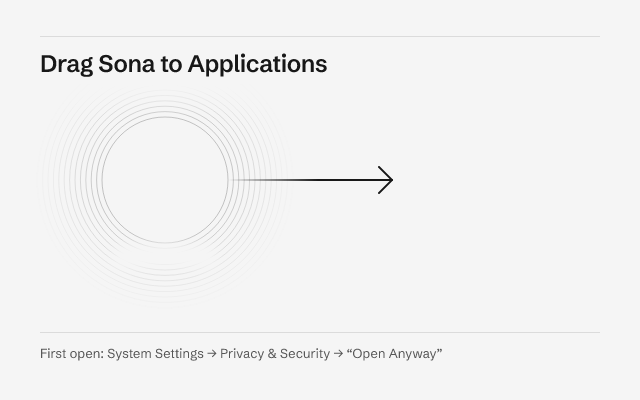 Drag Sona to Applications
First open: System Settings → Privacy & Security → “Open Anyway”